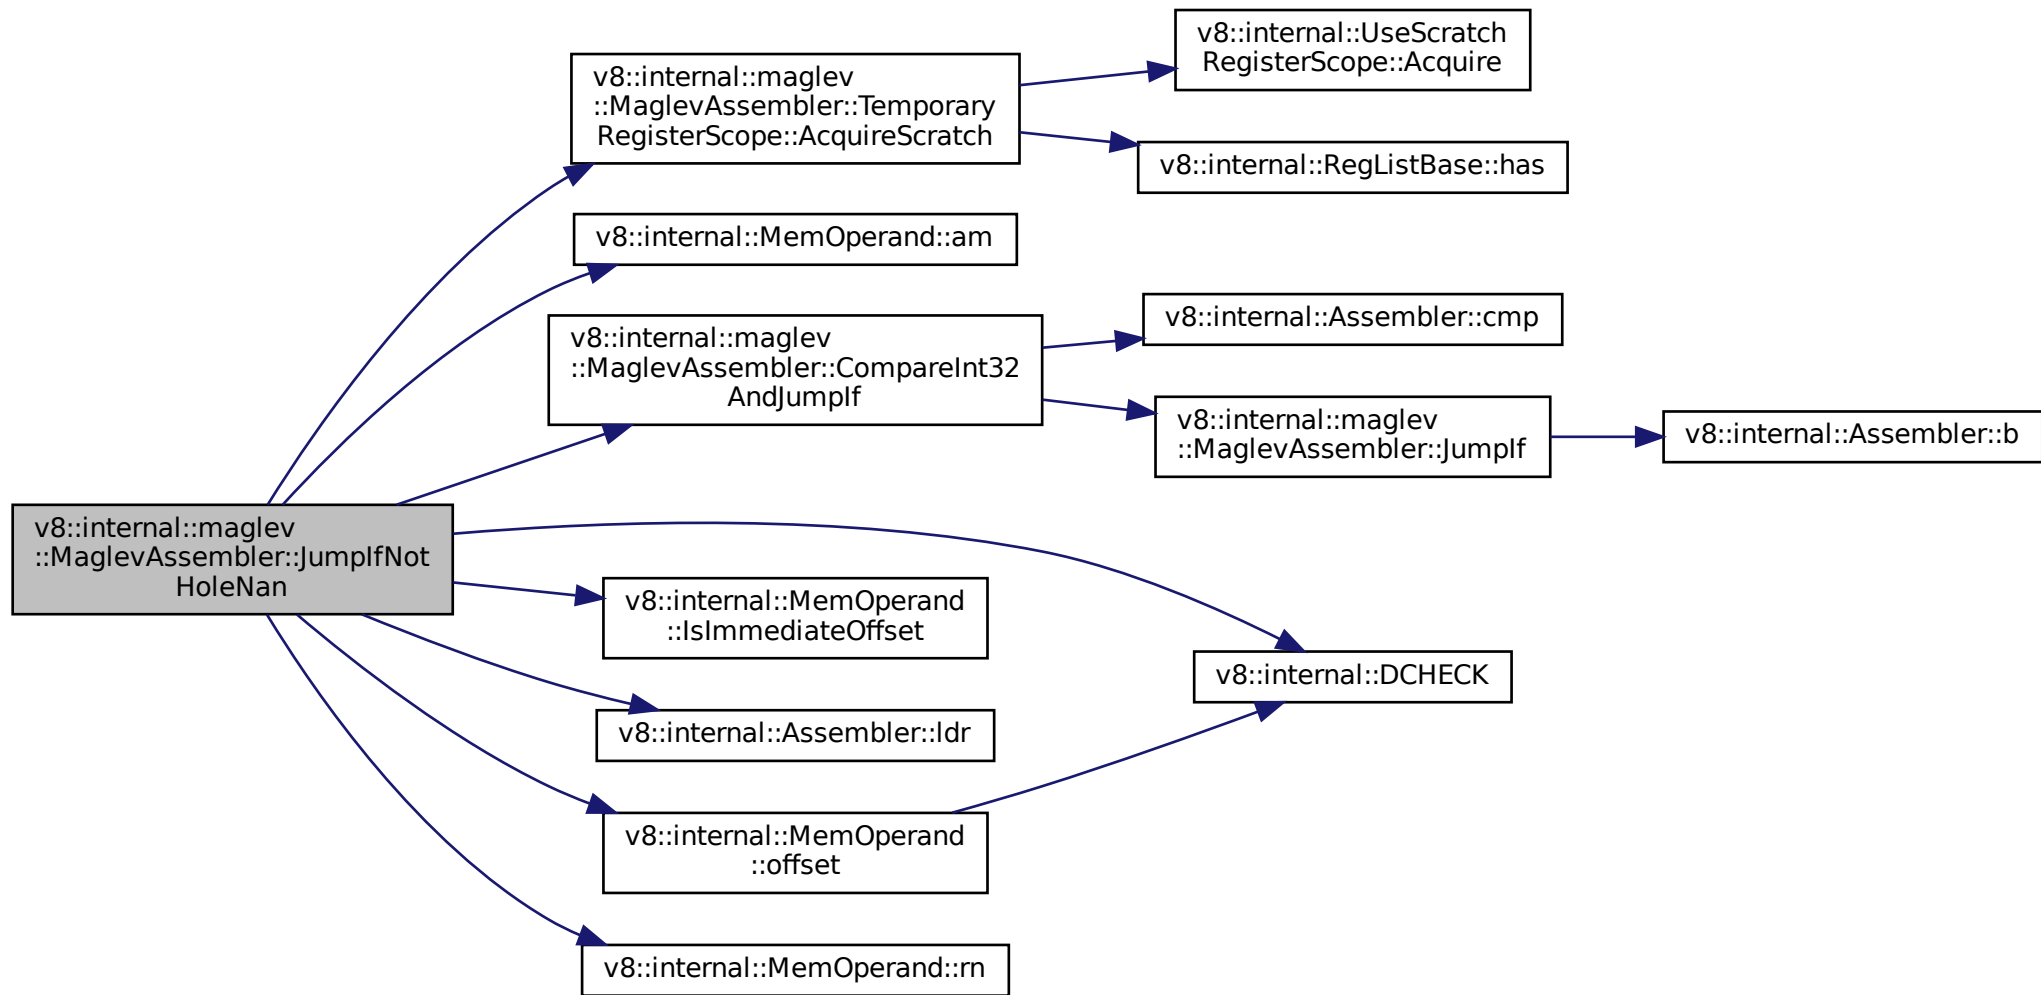 v8::internal::maglev
::MaglevAssembler::JumpIfNot
HoleNan
v8::internal::maglev
::MaglevAssembler::Temporary
RegisterScope::AcquireScratch
v8::internal::UseScratch
RegisterScope::Acquire
v8::internal::RegListBase::has
v8::internal::MemOperand::am
v8::internal::maglev
::MaglevAssembler::CompareInt32
AndJumpIf
v8::internal::Assembler::cmp
v8::internal::maglev
::MaglevAssembler::JumpIf
v8::internal::Assembler::b
v8::internal::DCHECK
v8::internal::MemOperand
::IsImmediateOffset
v8::internal::Assembler::ldr
v8::internal::MemOperand
::offset
v8::internal::MemOperand::rn